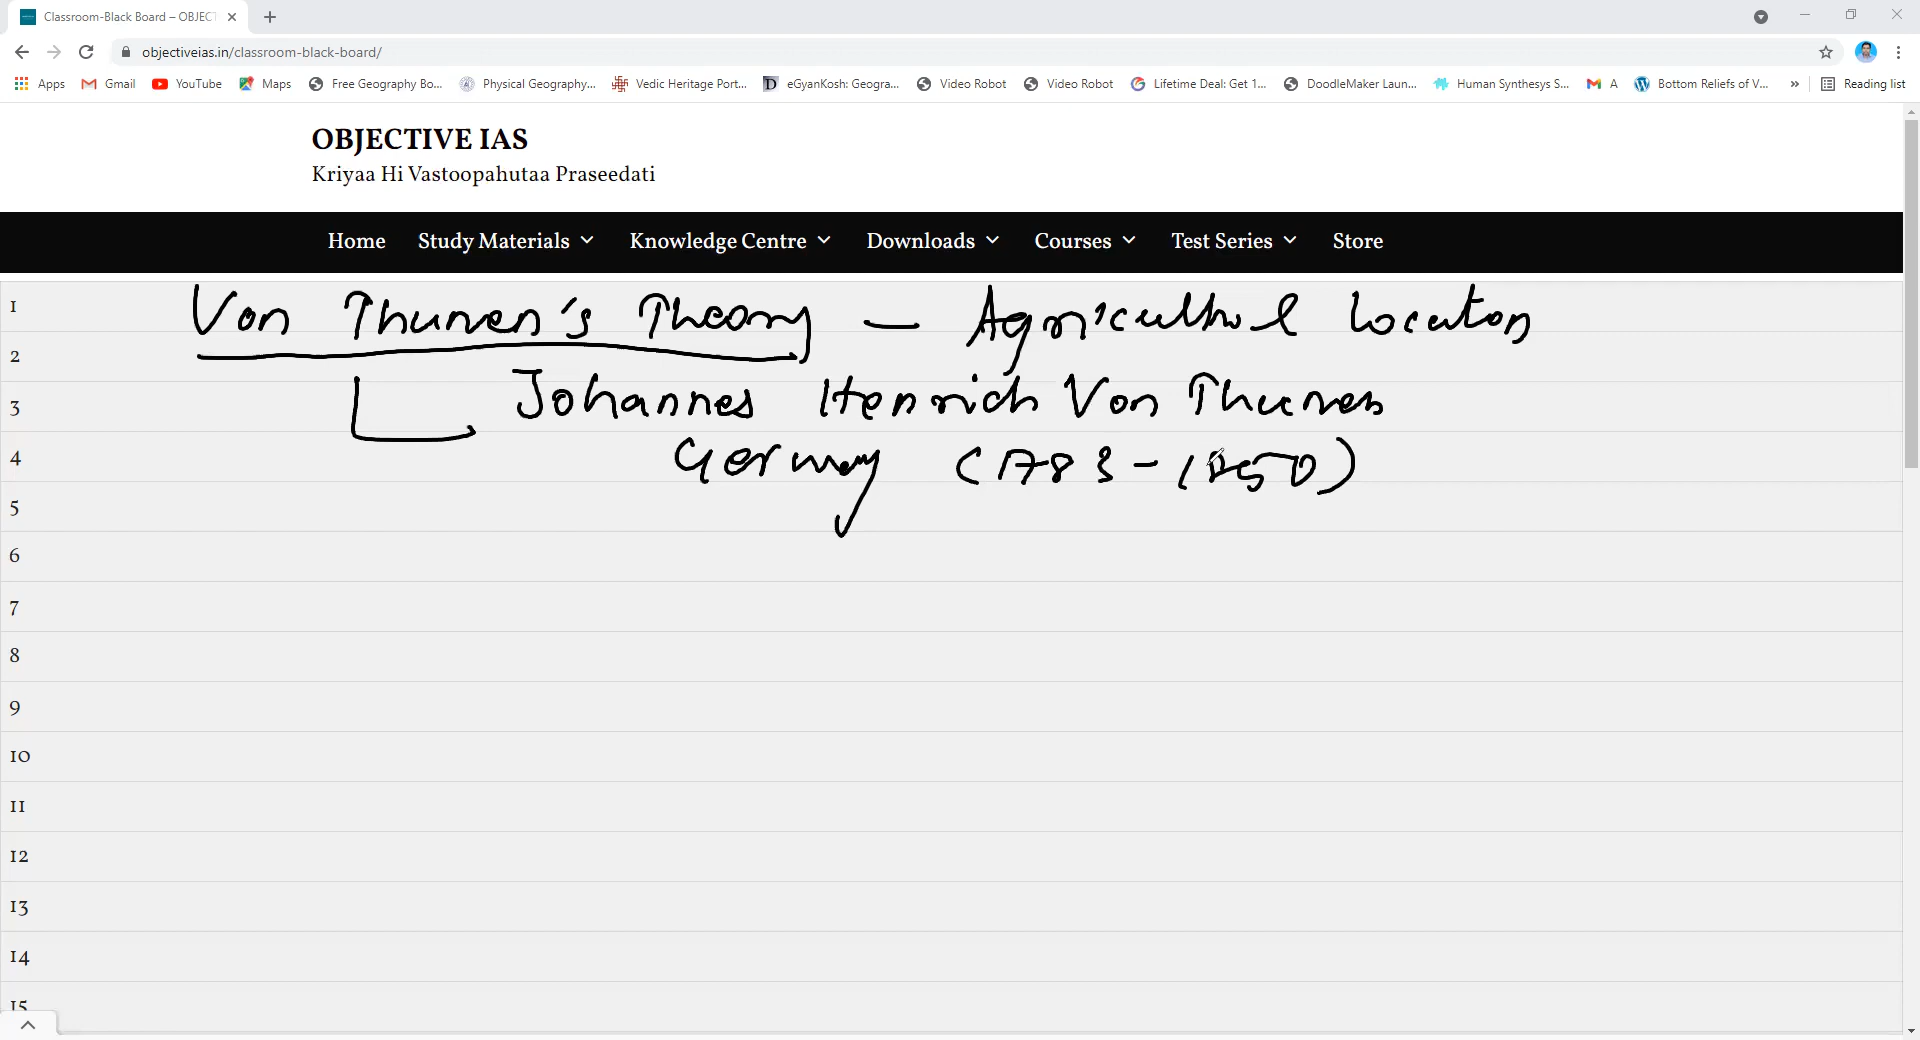 Classroom-Black Board – OBJECT
objectiveias.in/classroom-black-board/
Apps Gmail YouTube Maps Free Geography Bo... Physical Geography,... Vedic Heritage Port... eGyanKosh: Geogra... Video Robot Video Robot Lifetime Deal: Get 1... DoodleMaker Laun... Human Synthesys S... A Bottom Reliefs of V... » Reading list
OBJECTIVE IAS
Kriyaa Hi Vastoopahutaa Praseedati
Home Study Materials Knowledge Centre Downloads Courses Test Series Store
1 Von Thunen's Theory — Agricultural Location
2
3 Johannes Henrich Von Thunen
4 Germany (1783-1850)
5
6
7
8
9
10
11
12
13
14
15